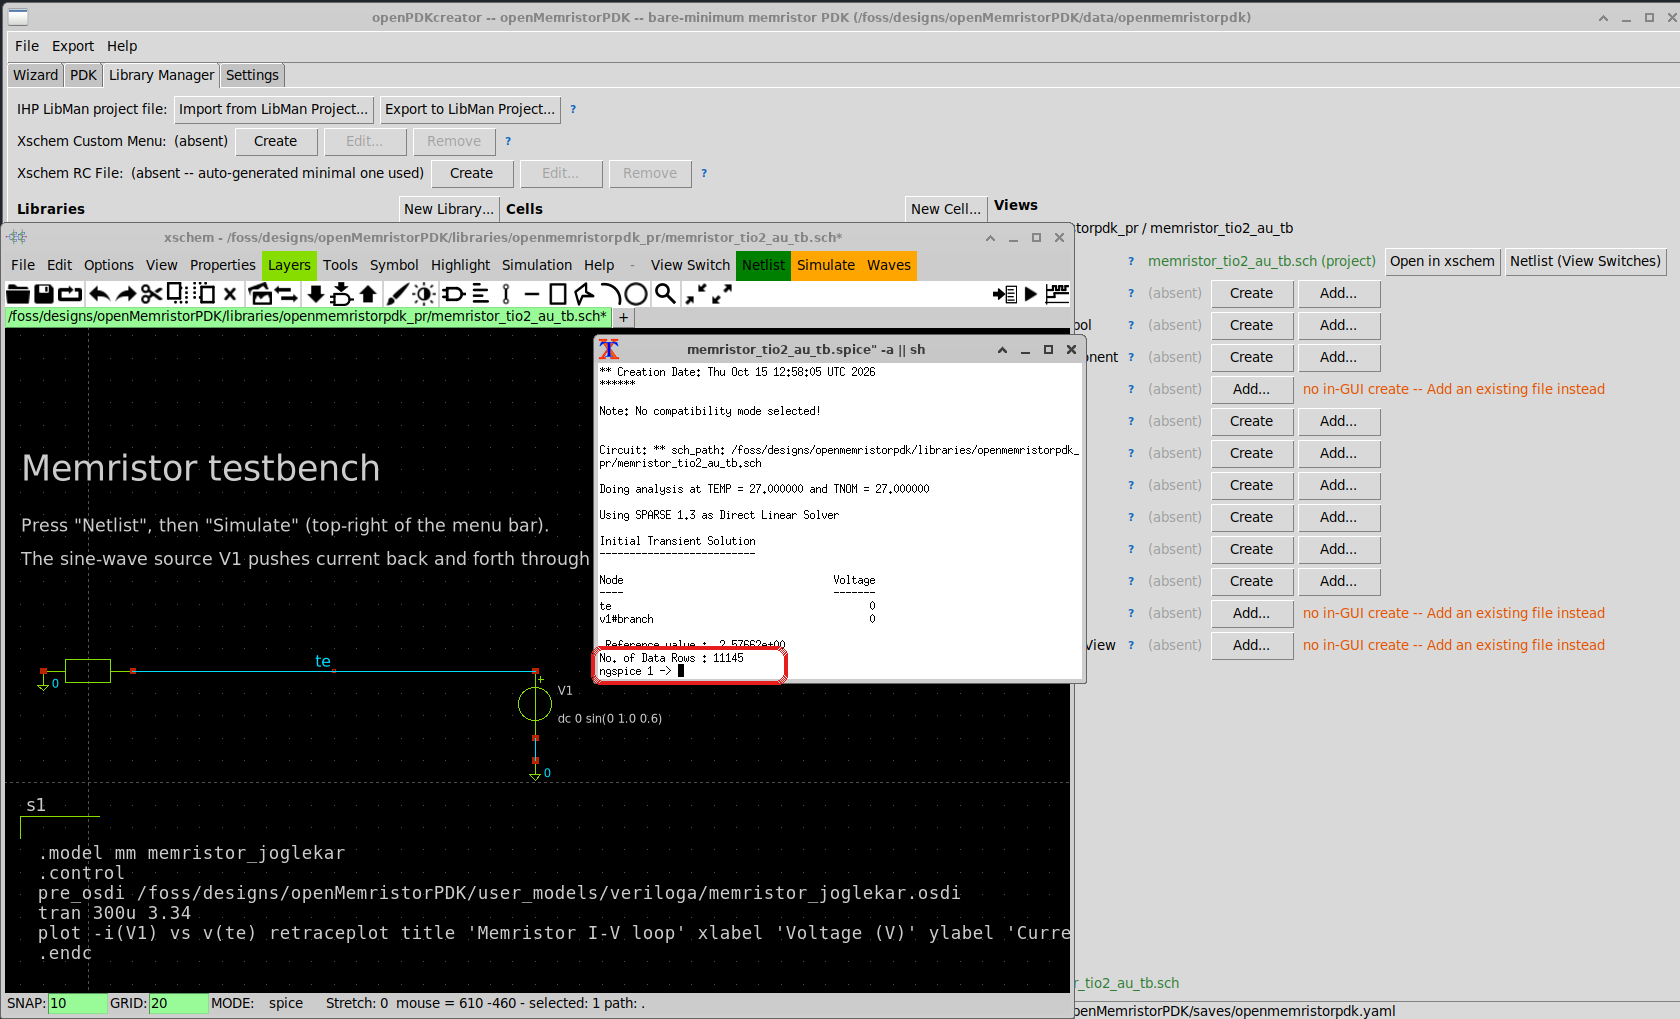 openPDKcreator -- openMemristorPDK -- bare-minimum memristor PDK (/foss/designs/openMemristorPDK/data/openmemristorpdk)
File Export Help
Wizard PDK Library Manager Settings
IHP LibMan project file: Import from LibMan Project... Export to LibMan Project... ?
Xschem Custom Menu: (absent) Create Edit... Remove ?
Xschem RC File: (absent -- auto-generated minimal one used) Create Edit... Remove ?
Libraries New Library... Cells New Cell... Views
torpdk_pr / memristor_tio2_au_tb
? memristor_tio2_au_tb.sch (project) Open in xschem Netlist (View Switches)
? (absent) Create Add...
bol ? (absent) Create Add...
onent ? (absent) Create Add...
? (absent) Add... no in-GUI create -- Add an existing file instead
? (absent) Create Add...
? (absent) Create Add...
? (absent) Create Add...
? (absent) Create Add...
? (absent) Create Add...
? (absent) Create Add...
? (absent) Add... no in-GUI create -- Add an existing file instead
View ? (absent) Add... no in-GUI create -- Add an existing file instead
r_tio2_au_tb.sch
penMemristorPDK/saves/openmemristorpdk.yaml
xschem - /foss/designs/openMemristorPDK/libraries/openmemristorpdk_pr/memristor_tio2_au_tb.sch*
File Edit Options View Properties Layers Tools Symbol Highlight Simulation Help - View Switch Netlist Simulate Waves
/foss/designs/openMemristorPDK/libraries/openmemristorpdk_pr/memristor_tio2_au_tb.sch* +
Memristor testbench
Press "Netlist", then "Simulate" (top-right of the menu bar).
The sine-wave source V1 pushes current back and forth through
te
0
+
V1
dc 0 sin(0 1.0 0.6)
0
s1
.model mm memristor_joglekar
.control
pre_osdi /foss/designs/openMemristorPDK/user_models/veriloga/memristor_joglekar.osdi
tran 300u 3.34
plot -i(V1) vs v(te) retraceplot title 'Memristor I-V loop' xlabel 'Voltage (V)' ylabel 'Curre
.endc
SNAP: 10 GRID: 20 MODE: spice Stretch: 0 mouse = 610 -460 - selected: 1 path: .
memristor_tio2_au_tb.spice" -a || sh
** Creation Date: Thu Oct 15 12:58:05 UTC 2026
******
Note: No compatibility mode selected!
Circuit: ** sch_path: /foss/designs/openmemristorpdk/libraries/openmemristorpdk_
pr/memristor_tio2_au_tb.sch
Doing analysis at TEMP = 27.000000 and TNOM = 27.000000
Using SPARSE 1.3 as Direct Linear Solver
Initial Transient Solution
--------------------------
Node Voltage
---- -------
te 0
v1#branch 0
Reference value : 2.57662e+00
No. of Data Rows : 11145
ngspice 1 ->